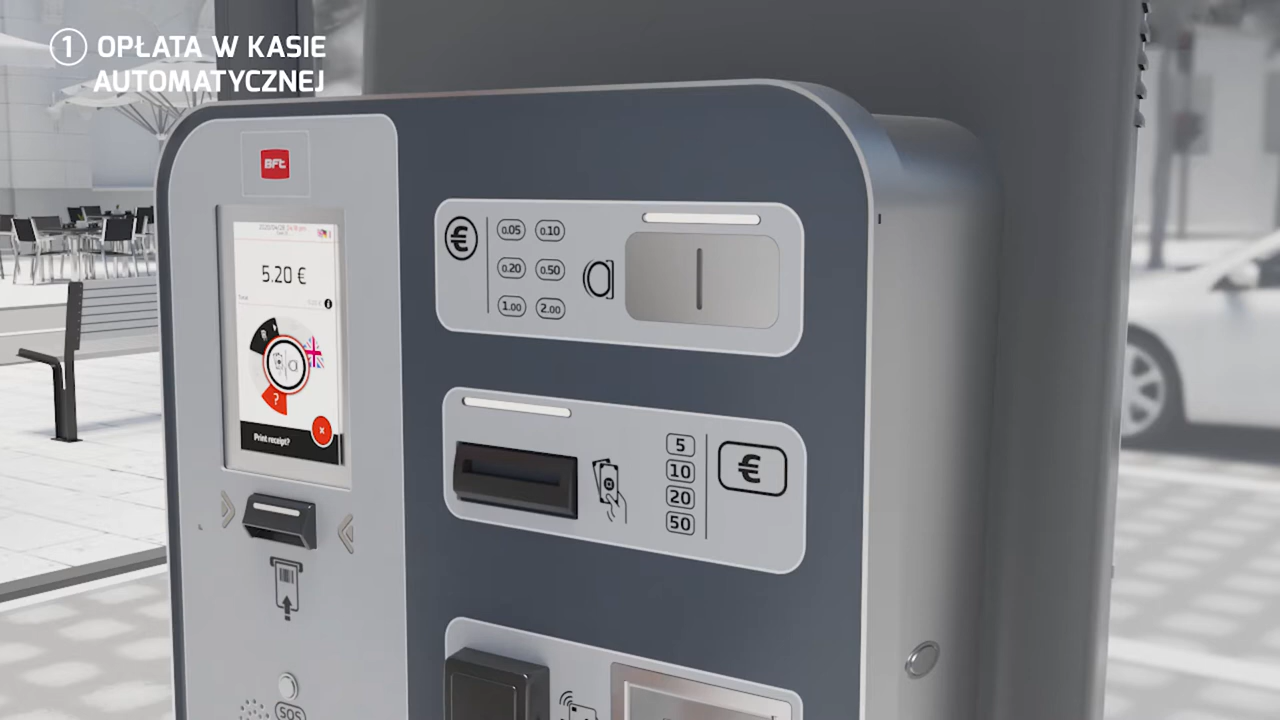 1 OPŁATA W KASIE
AUTOMATYCZNEJ
BFT
5.20 €
Total
?
x
Print receipt?
€
0.05 0.10
0.20 0.50
1.00 2.00
5
10
20
50
€
SOS